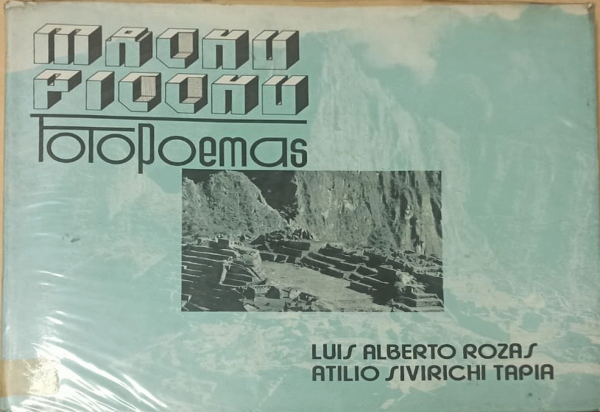 MACHU
PICCHU
Fotopoemas
LUIS ALBERTO ROZAS
ATILIO SIVIRICHI TAPIA